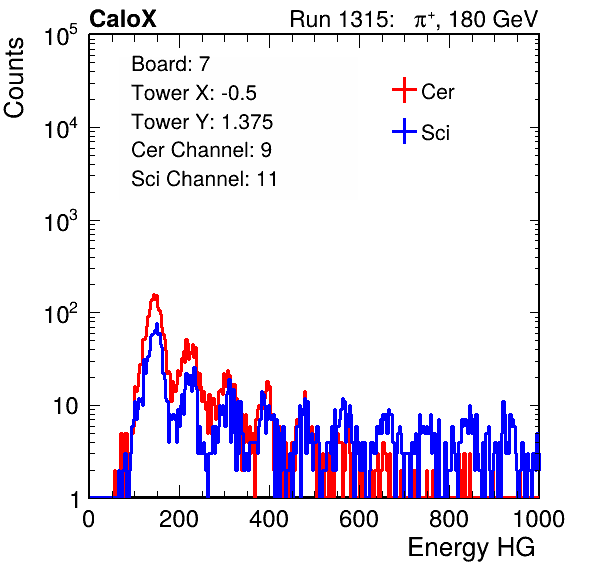 CaloX Run 1315: π⁺, 180 GeV
Counts
Board: 7
Tower X: -0.5
Tower Y: 1.375
Cer Channel: 9
Sci Channel: 11
Cer
Sci
10⁵
10⁴
10³
10²
10
1
0 200 400 600 800 1000
Energy HG